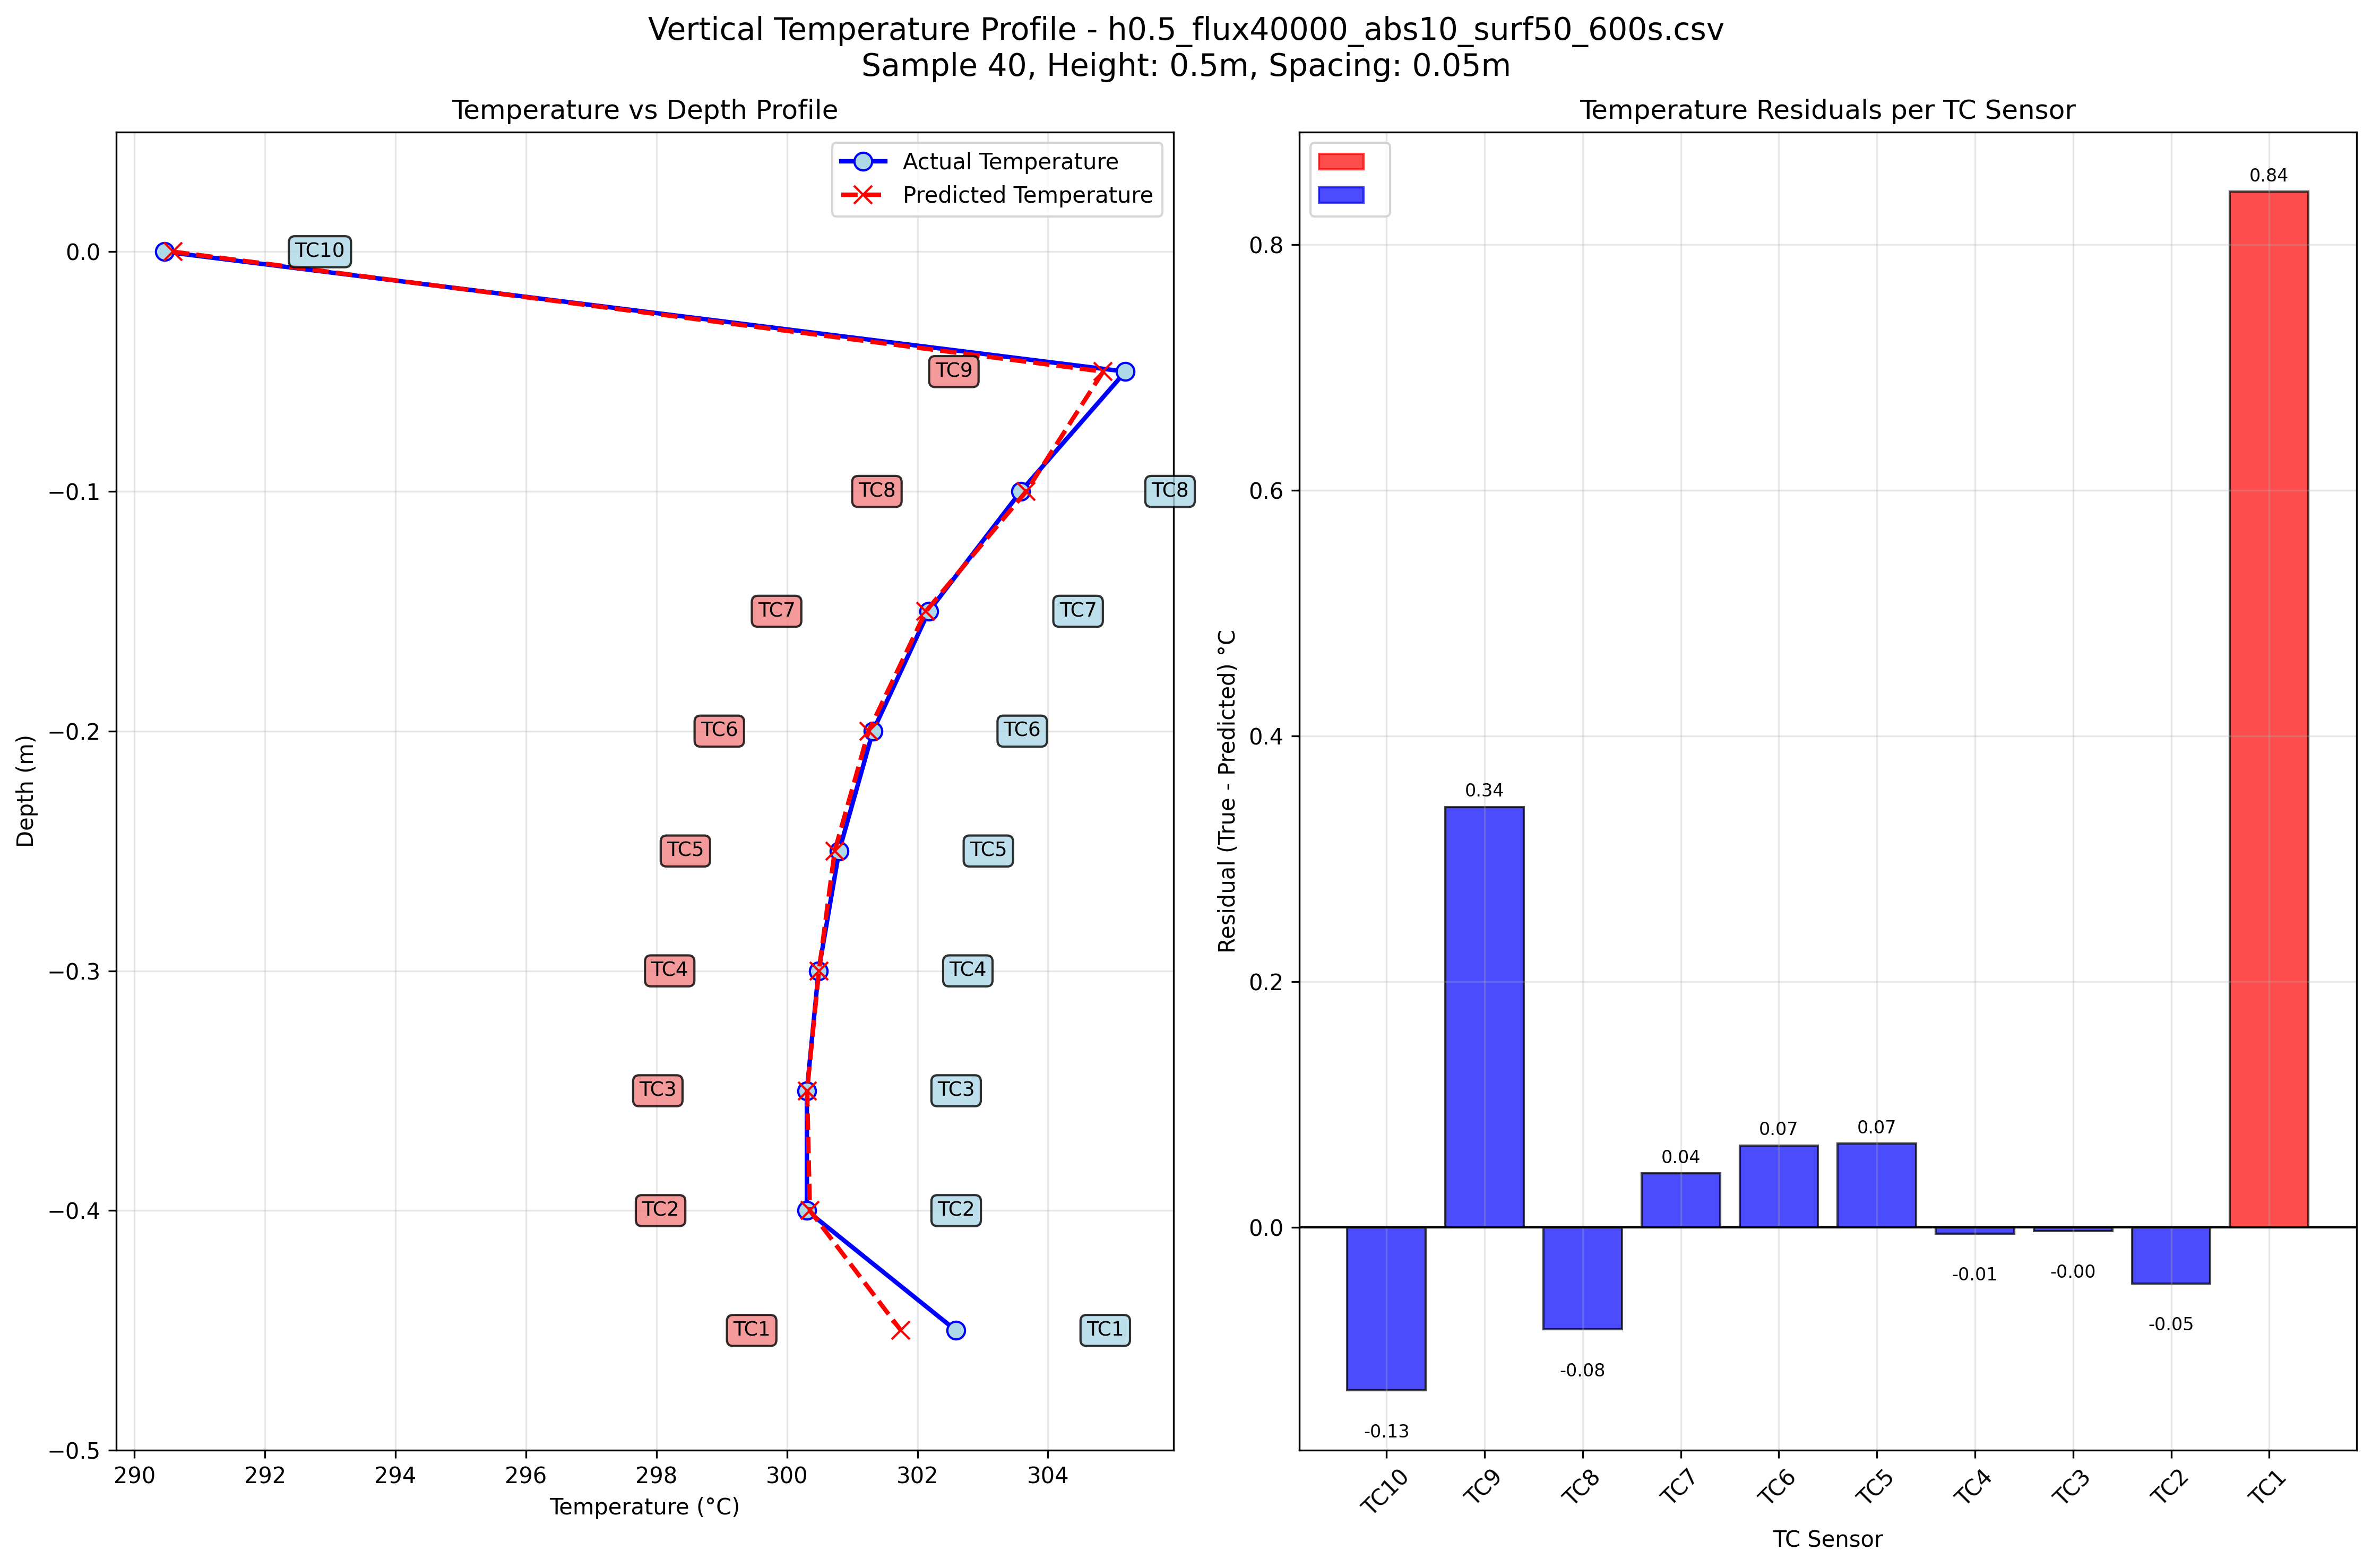 Vertical Temperature Profile - h0.5_flux40000_abs10_surf50_600s.csv
Sample 40, Height: 0.5m, Spacing: 0.05m
Temperature vs Depth Profile
Actual Temperature
Predicted Temperature
TC10
TC9
TC8
TC8
TC7
TC7
TC6
TC6
TC5
TC5
TC4
TC4
TC3
TC3
TC2
TC2
TC1
TC1
0.0
−0.1
−0.2
−0.3
−0.4
−0.5
Depth (m)
290 292 294 296 298 300 302 304
Temperature (°C)
Temperature Residuals per TC Sensor
0.8
0.6
0.4
0.2
0.0
Residual (True - Predicted) °C
-0.13
0.34
-0.08
0.04
0.07
0.07
-0.01
-0.00
-0.05
0.84
TC10 TC9 TC8 TC7 TC6 TC5 TC4 TC3 TC2 TC1
TC Sensor